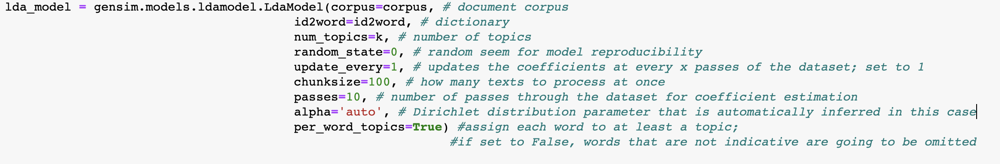 lda_model = gensim.models.ldamodel.LdaModel(corpus=corpus, # document corpus
id2word=id2word, # dictionary
num_topics=k, # number of topics
random_state=0, # random seem for model reproducibility
update_every=1, # updates the coefficients at every x passes of the dataset; set to 1
chunksize=100, # how many texts to process at once
passes=10, # number of passes through the dataset for coefficient estimation
alpha='auto', # Dirichlet distribution parameter that is automatically inferred in this case
per_word_topics=True) #assign each word to at least a topic;
#if set to False, words that are not indicative are going to be omitted